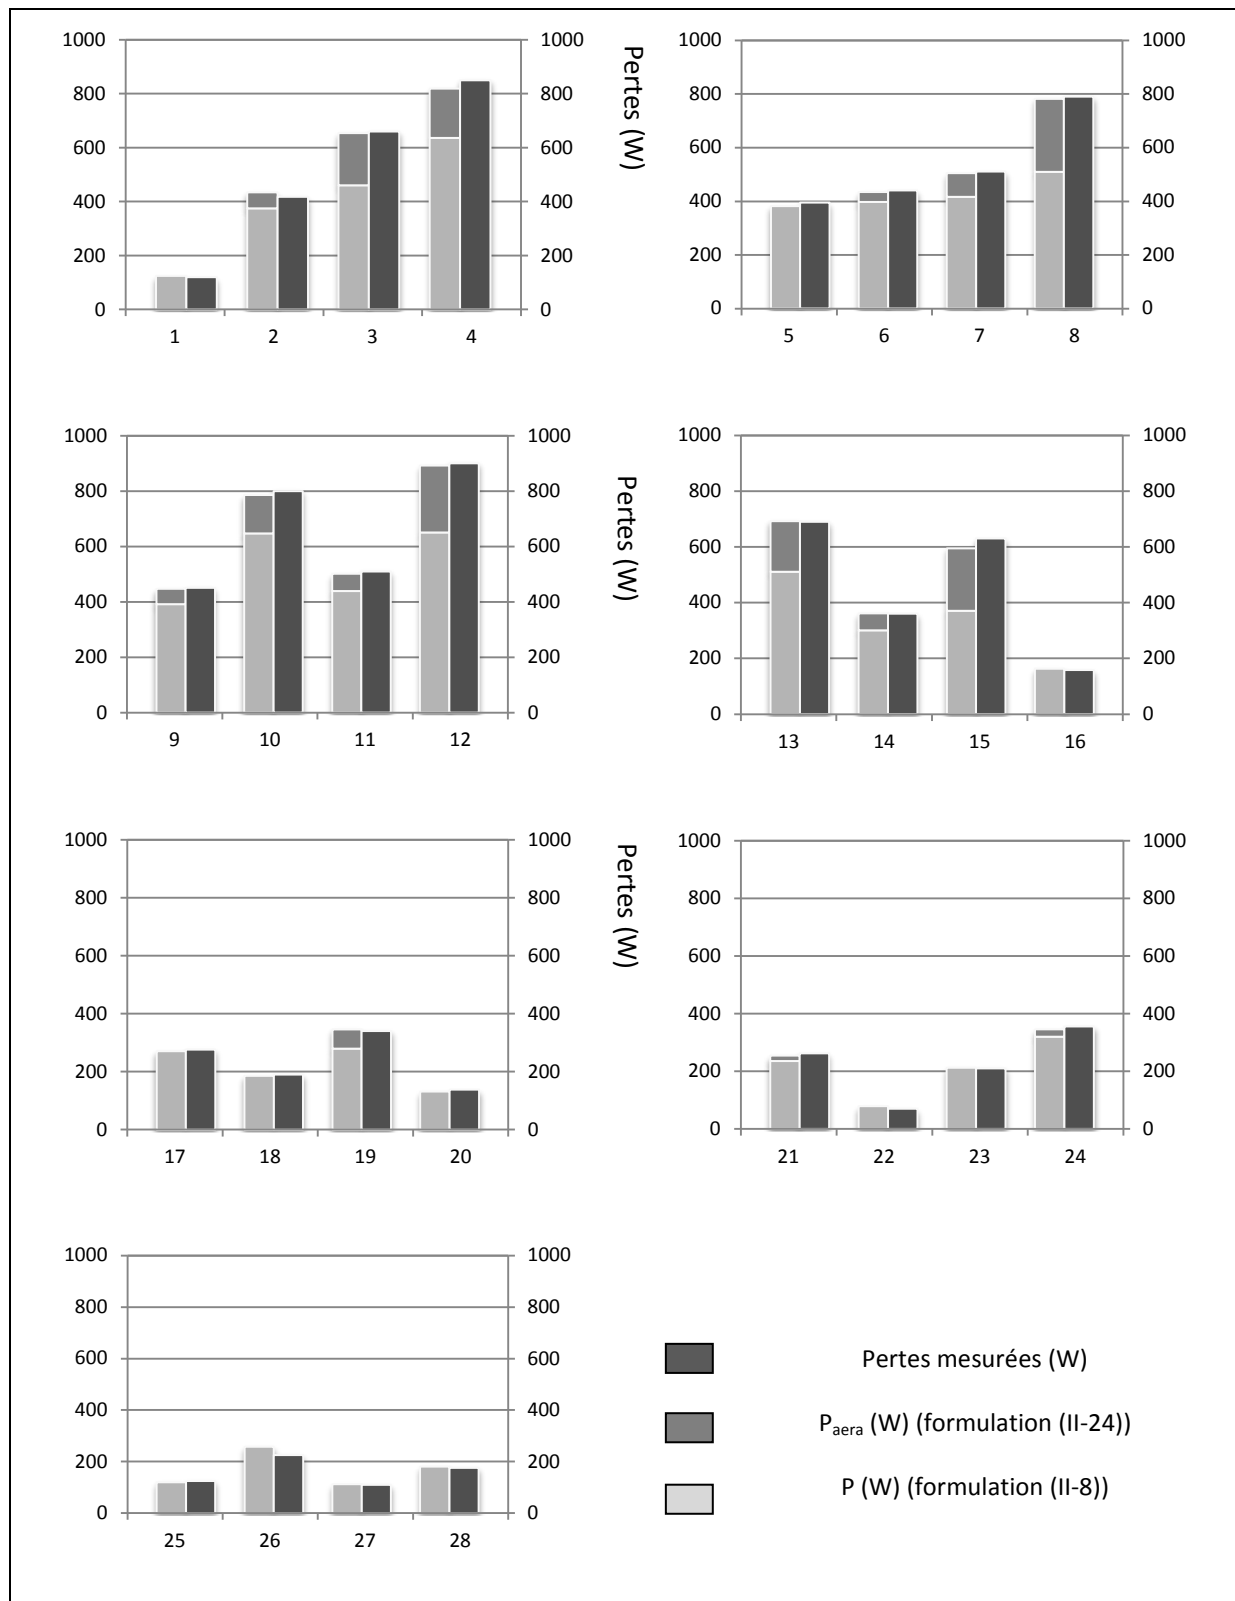 1000 1000 1000 1000
800 800 800 800
600 600 600 600
400 400 400 400
200 200 200 200
0 0 0 0
1 2 3 4 5 6 7 8
Pertes (W)
1000 1000 1000 1000
800 800 800 800
600 600 600 600
400 400 400 400
200 200 200 200
0 0 0 0
9 10 11 12 13 14 15 16
Pertes (W)
1000 1000 1000 1000
800 800 800 800
600 600 600 600
400 400 400 400
200 200 200 200
0 0 0 0
17 18 19 20 21 22 23 24
Pertes (W)
1000 1000
800 800
600 600
400 400
200 200
0 0
25 26 27 28
Pertes mesurées (W)
Paera (W) (formulation (II-24))
P (W) (formulation (II-8))